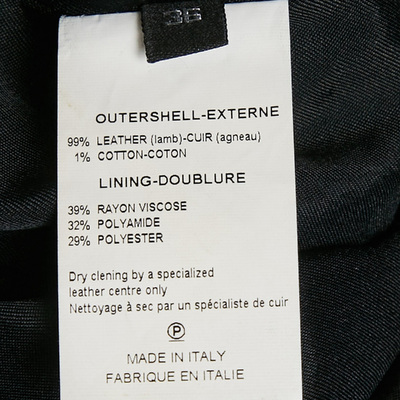 36
OUTERSHELL-EXTERNE
99% LEATHER (lamb)-CUIR (agneau)
1% COTTON-COTON
LINING-DOUBLURE
39% RAYON VISCOSE
32% POLYAMIDE
29% POLYESTER
Dry clening by a specialized
leather centre only
Nettoyage à sec par un spécialiste de cuir
P
MADE IN ITALY
FABRIQUE EN ITALIE